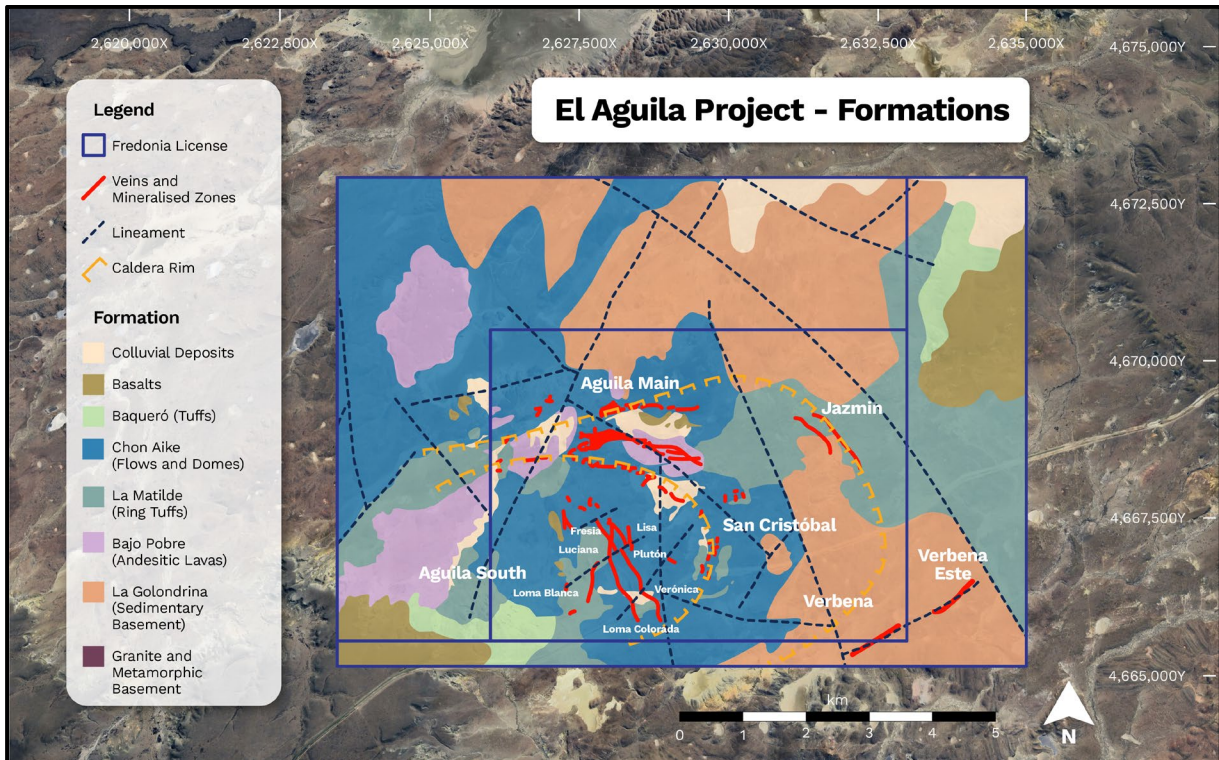 2,620,000X
2,622,500X
2,625,000X
2,627,500X
2,630,000X
2,632,500X
2,635,000X
4,675,000Y
El Aguila Project - Formations
Legend
Fredonia License
Veins and
Mineralised Zones
Lineament
Caldera Rim
Formation
Colluvial Deposits
Basalts
Baqueró (Tuffs)
Chon Aike
(Flows and Domes)
La Matilde
(Ring Tuffs)
Bajo Pobre
(Andesitic Lavas)
La Golondrina
(Sedimentary
Basement)
Granite and
Metamorphic
Basement
4,672,500Y
4,670,000Y
Aguila Main
Jazmín
4,667,500Y
San Cristóbal
Fresia
Lisa
Luciana
Plutón
Verbena
Este
Aguila South
Loma Blanca
Verónica
Verbena
Loma Coloráda
4,665,000Y
km
0
1
2
3
4
5
N